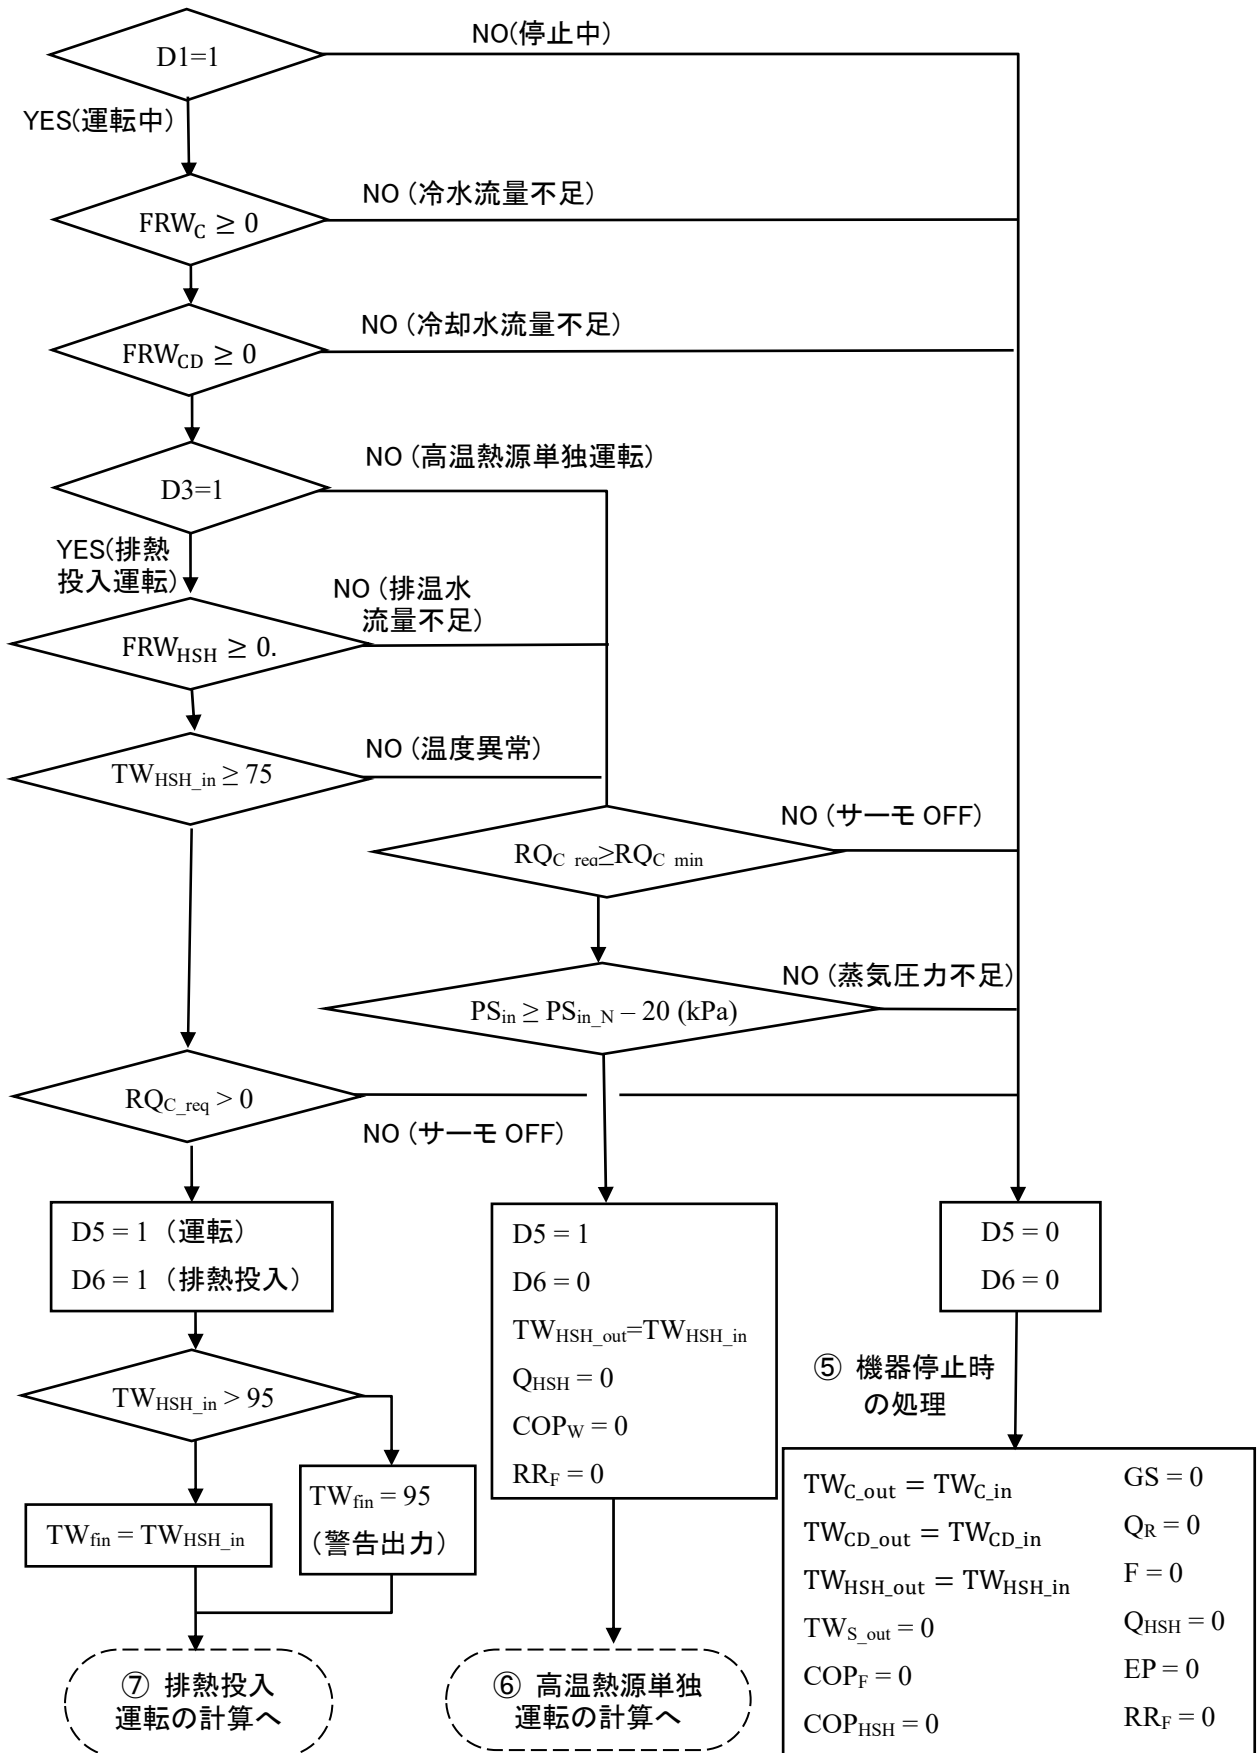 D1=1
NO(停止中)
YES(運転中)
FRW_C ≥ 0
NO (冷水流量不足)
FRW_CD ≥ 0
NO (冷却水流量不足)
D3=1
NO (高温熱源単独運転)
YES(排熱
投入運転)
FRW_HSH ≥ 0.
NO (排温水
流量不足)
TW_HSH_in ≥ 75
NO (温度異常)
RQ_C_req≥RQ_C_min
NO (サーモ OFF)
PS_in ≥ PS_in_N – 20 (kPa)
NO (蒸気圧力不足)
RQ_C_req > 0
NO (サーモ OFF)
D5 = 1（運転）
D6 = 1（排熱投入）
TW_HSH_in > 95
TW_fin = TW_HSH_in
TW_fin = 95
（警告出力）
⑦ 排熱投入
運転の計算へ
D5 = 1
D6 = 0
TW_HSH_out=TW_HSH_in
Q_HSH = 0
COP_W = 0
RR_F = 0
⑥ 高温熱源単独
運転の計算へ
D5 = 0
D6 = 0
⑤ 機器停止時
の処理
TW_C_out = TW_C_in
TW_CD_out = TW_CD_in
TW_HSH_out = TW_HSH_in
TW_S_out = 0
COP_F = 0
COP_HSH = 0
GS = 0
Q_R = 0
F = 0
Q_HSH = 0
EP = 0
RR_F = 0